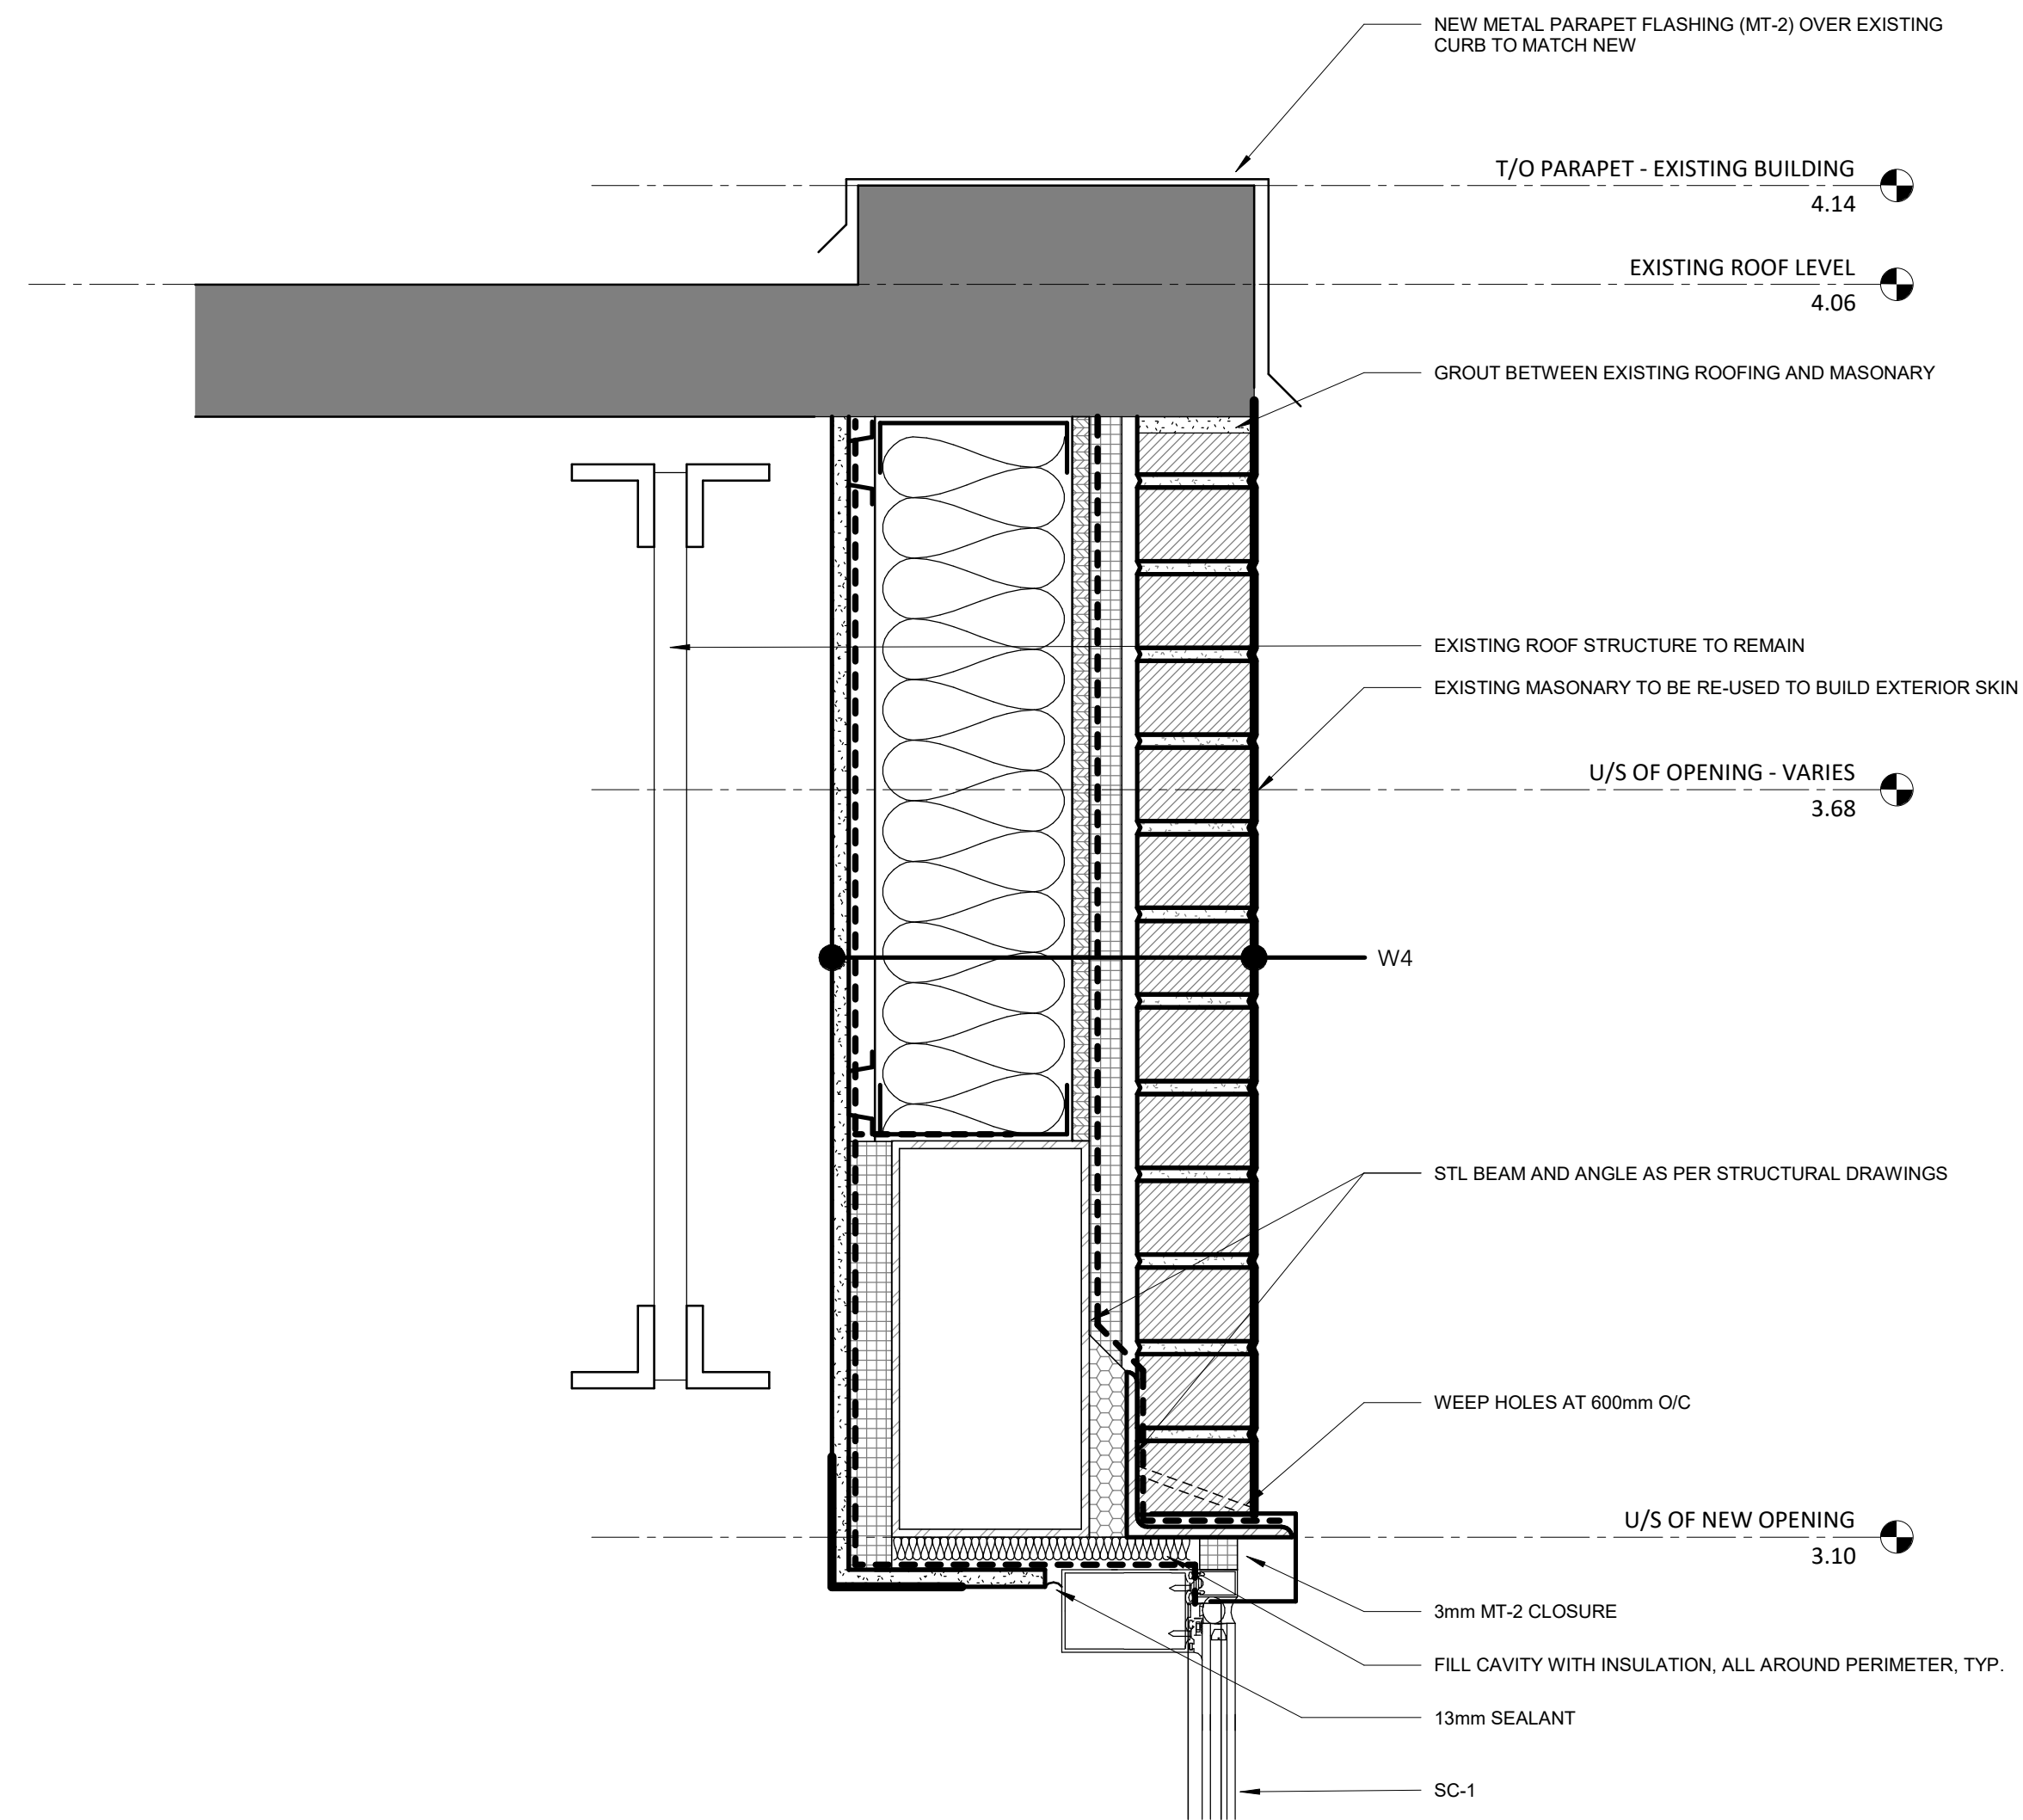 NEW METAL PARAPET FLASHING (MT-2) OVER EXISTING
CURB TO MATCH NEW
T/O PARAPET - EXISTING BUILDING
4.14
EXISTING ROOF LEVEL
4.06
GROUT BETWEEN EXISTING ROOFING AND MASONARY
EXISTING ROOF STRUCTURE TO REMAIN
EXISTING MASONARY TO BE RE-USED TO BUILD EXTERIOR SKIN
U/S OF OPENING - VARIES
3.68
W4
STL BEAM AND ANGLE AS PER STRUCTURAL DRAWINGS
WEEP HOLES AT 600mm O/C
U/S OF NEW OPENING
3.10
3mm MT-2 CLOSURE
FILL CAVITY WITH INSULATION, ALL AROUND PERIMETER, TYP.
13mm SEALANT
SC-1